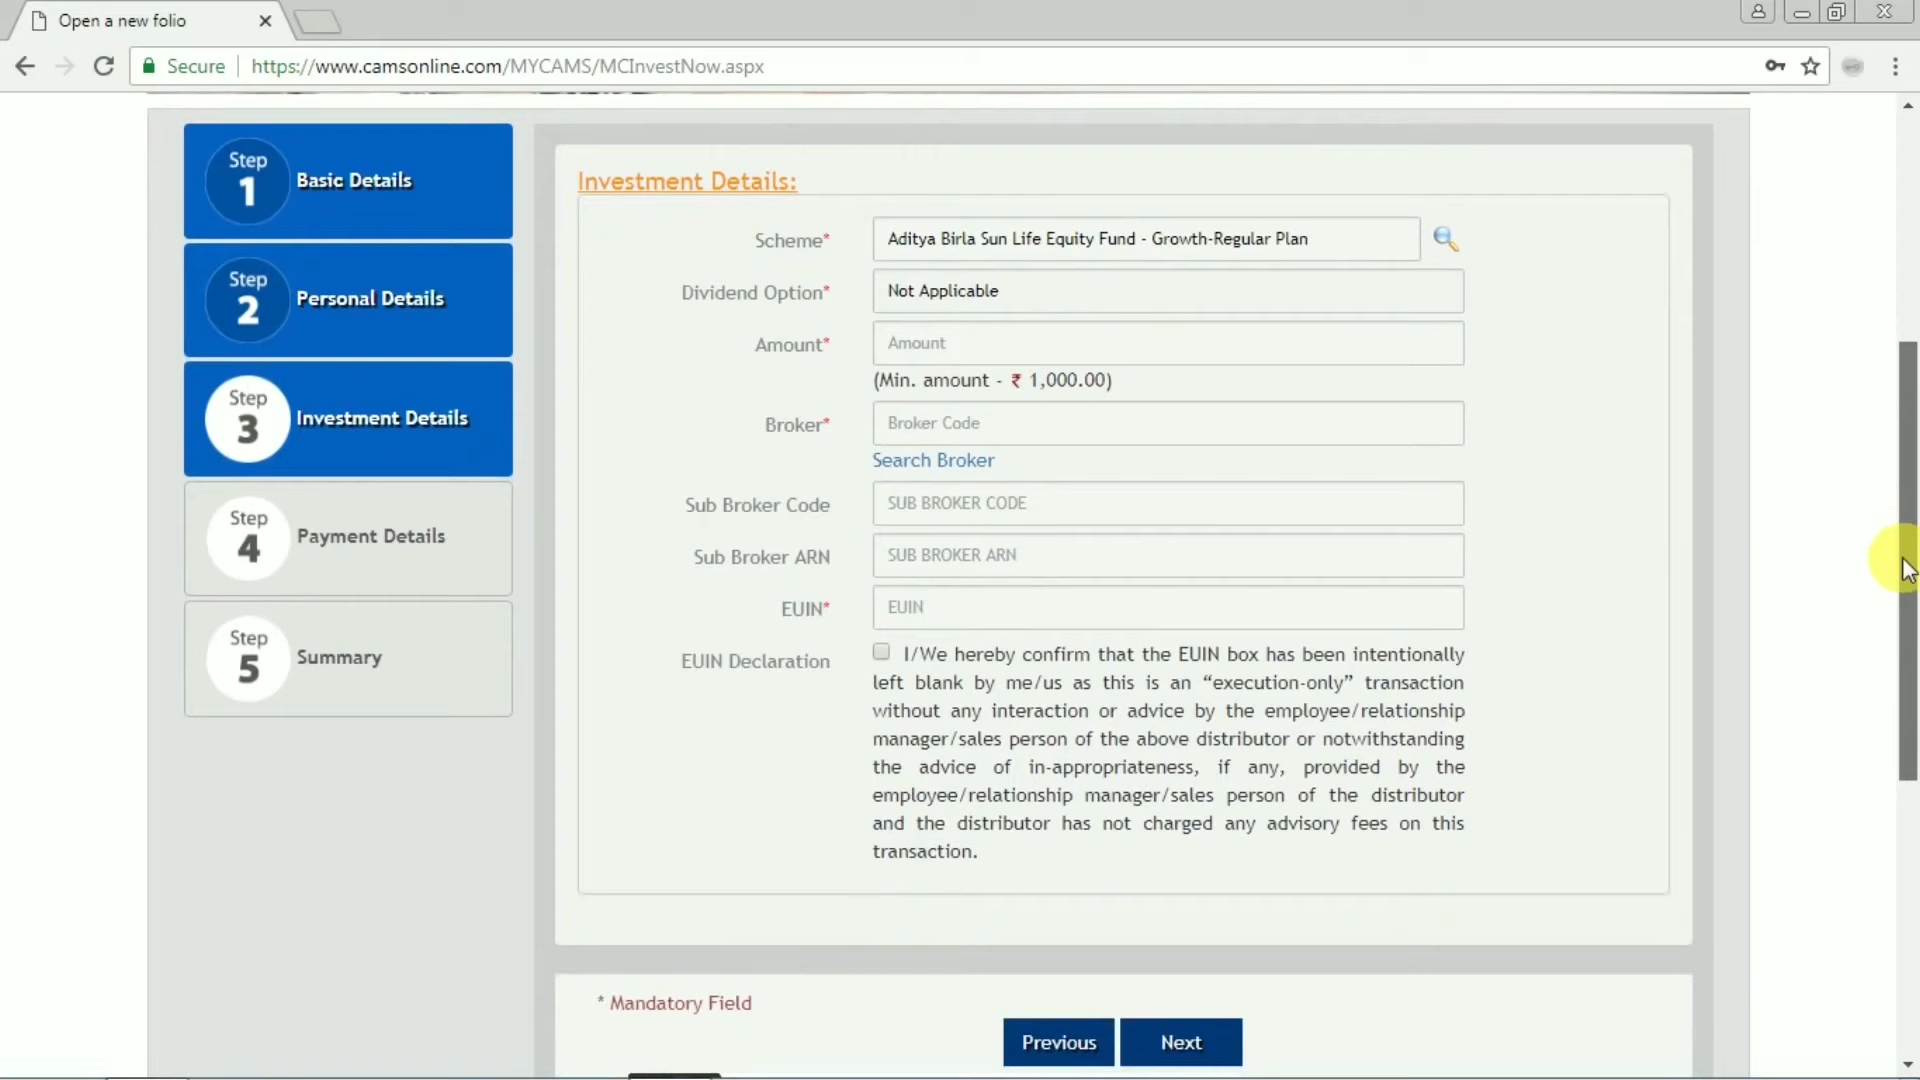 Open a new folio
Secure https://www.camsonline.com/MYCAMS/MCInvestNow.aspx
Step 1 Basic Details
Step 2 Personal Details
Step 3 Investment Details
Step 4 Payment Details
Step 5 Summary
Investment Details:
Scheme* Aditya Birla Sun Life Equity Fund - Growth-Regular Plan
Dividend Option* Not Applicable
Amount* Amount
(Min. amount - ₹ 1,000.00)
Broker* Broker Code
Search Broker
Sub Broker Code SUB BROKER CODE
Sub Broker ARN SUB BROKER ARN
EUIN* EUIN
EUIN Declaration I/We hereby confirm that the EUIN box has been intentionally
left blank by me/us as this is an “execution-only” transaction
without any interaction or advice by the employee/relationship
manager/sales person of the above distributor or notwithstanding
the advice of in-appropriateness, if any, provided by the
employee/relationship manager/sales person of the distributor
and the distributor has not charged any advisory fees on this
transaction.
* Mandatory Field
Previous Next